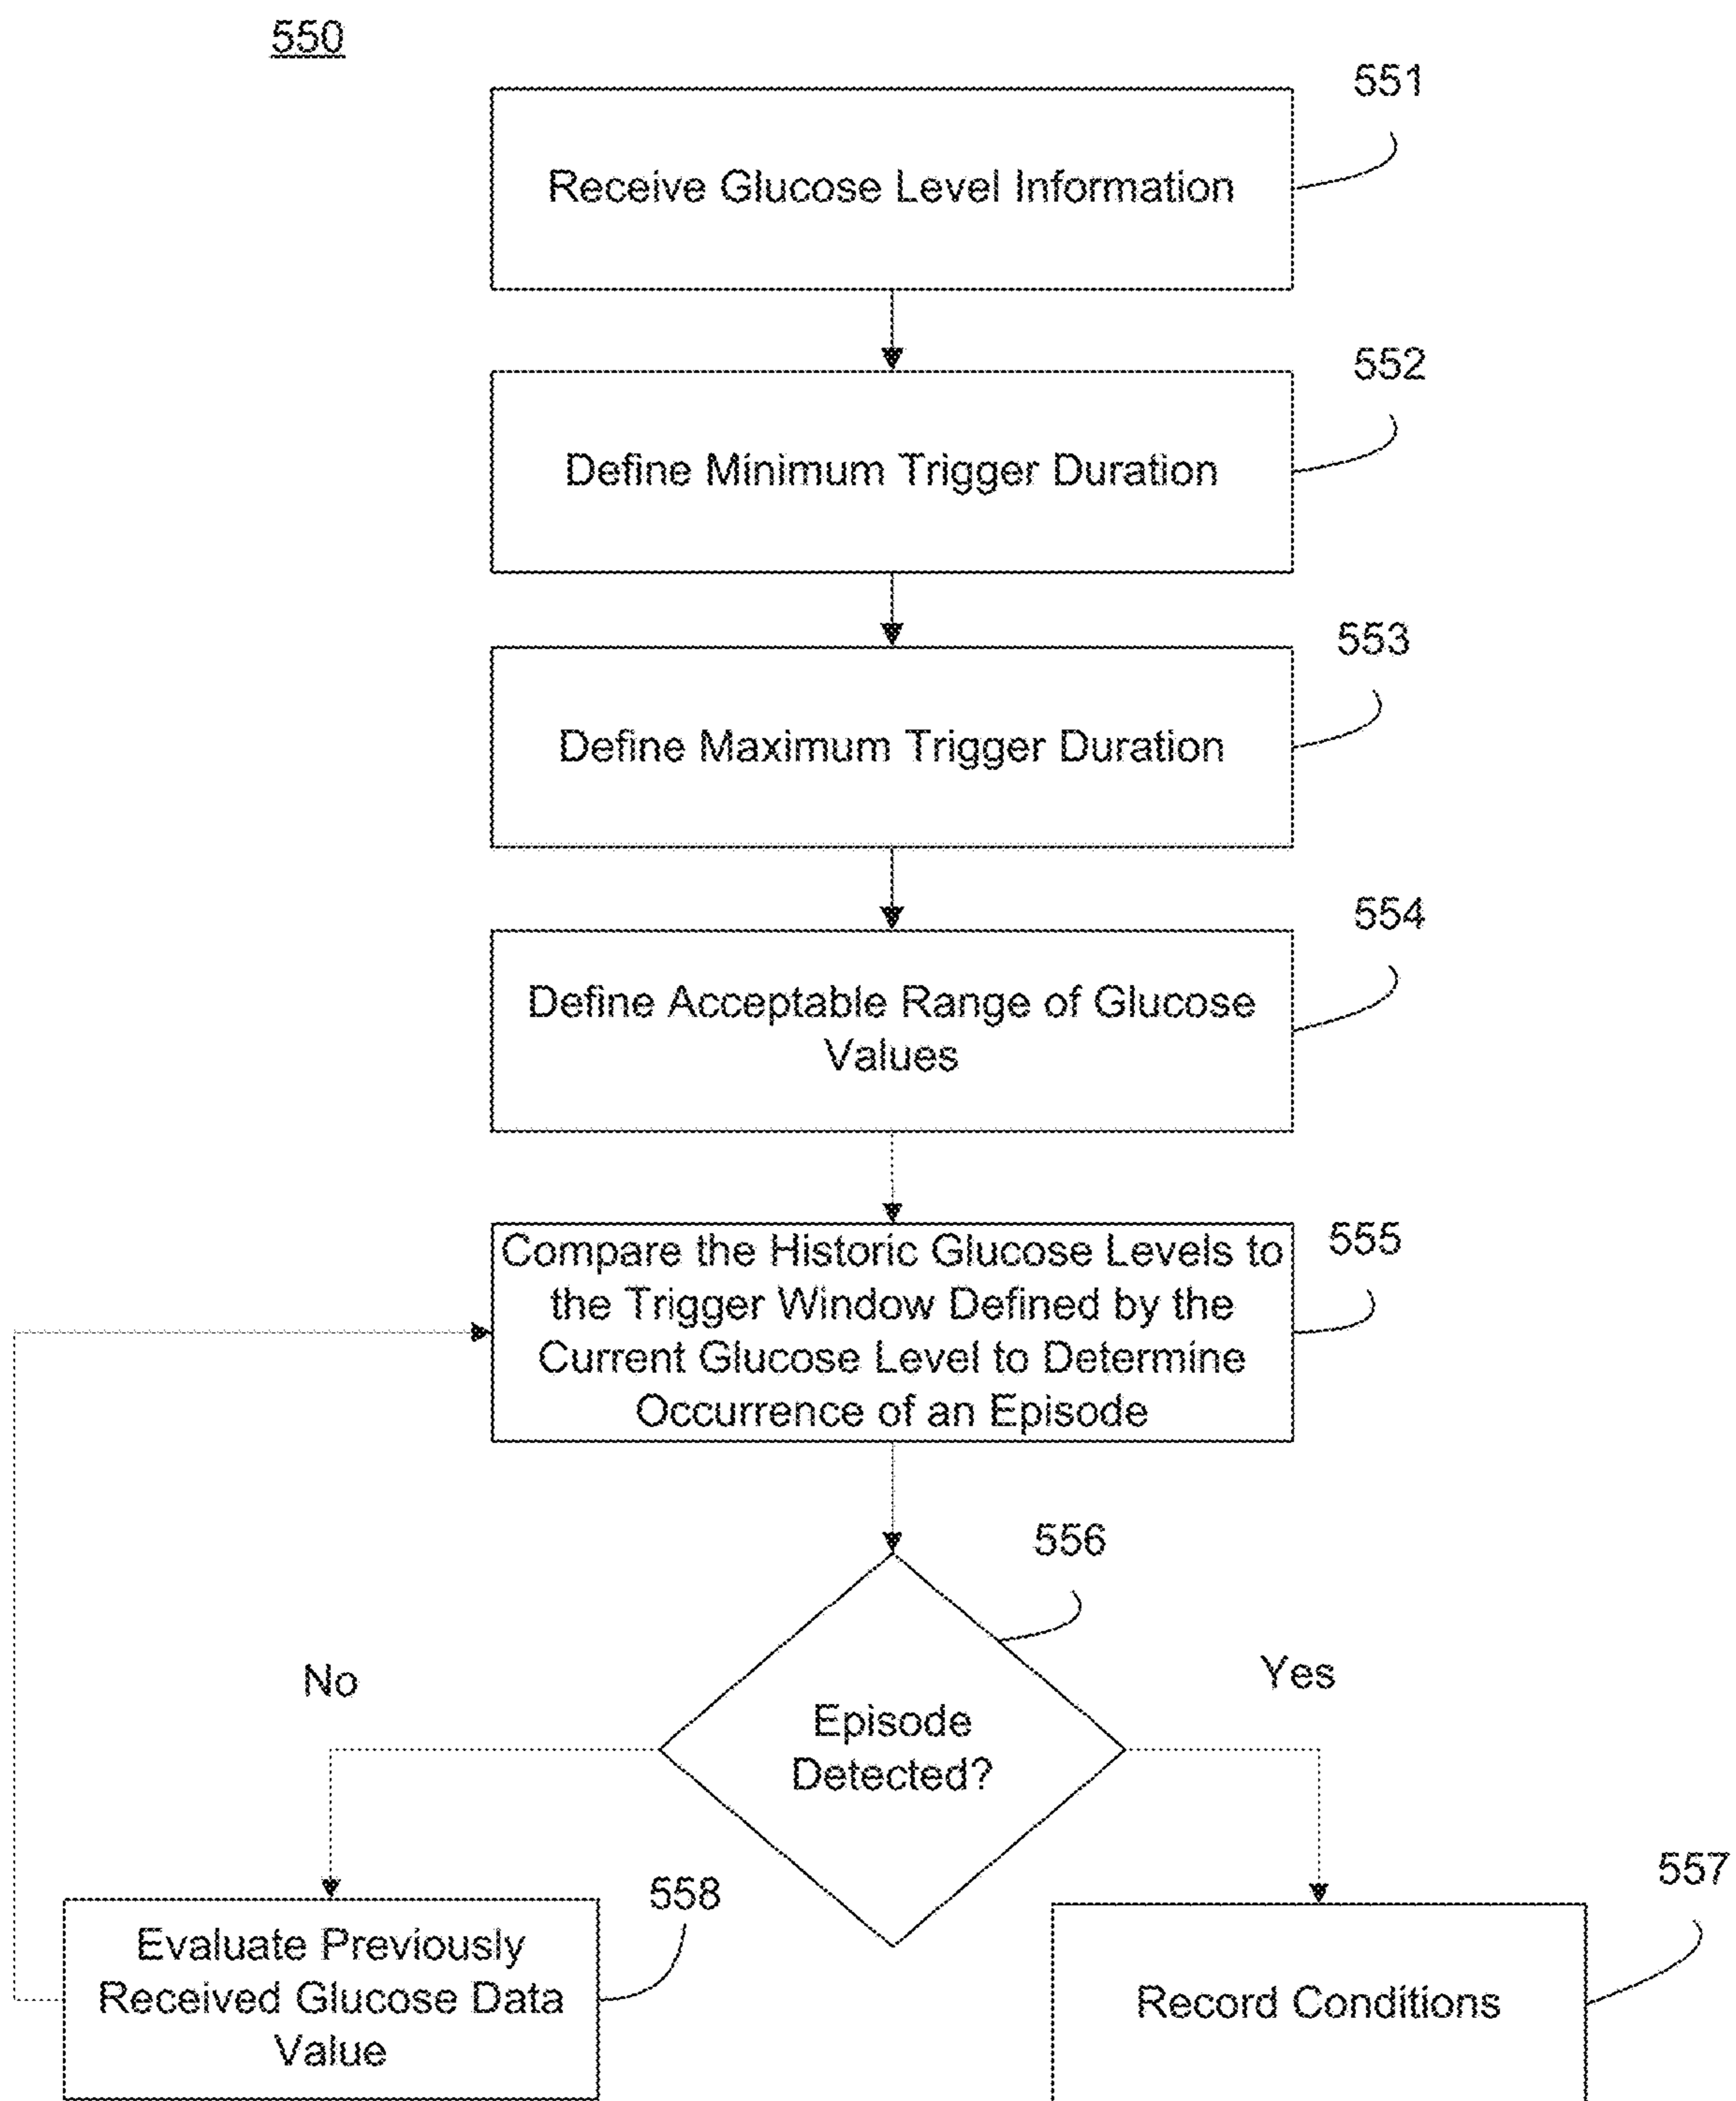 550
551
Receive Glucose Level Information
552
Define Minimum Trigger Duration
553
Define Maximum Trigger Duration
554
Define Acceptable Range of Glucose
Values
555
Compare the Historic Glucose Levels to
the Trigger Window Defined by the
Current Glucose Level to Determine
Occurrence of an Episode
556
No
Yes
Episode
Detected?
557
558
Evaluate Previously
Received Glucose Data
Value
Record Conditions